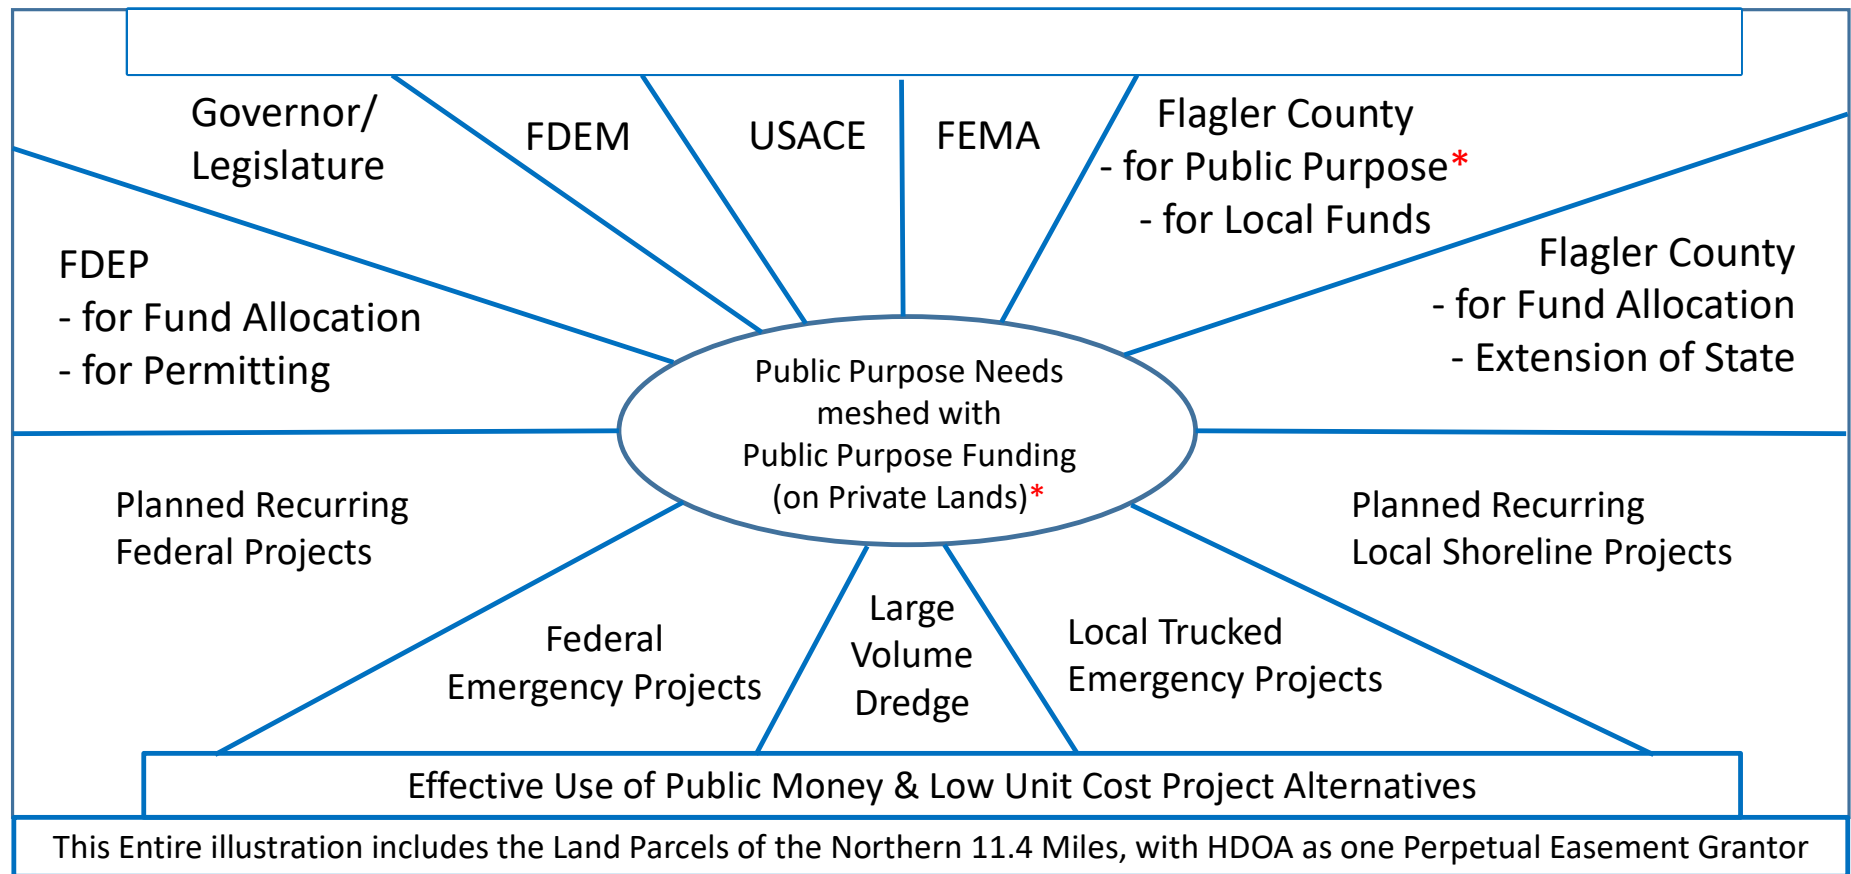 Governor/
Legislature
FDEM
USACE
FEMA
Flagler County
- for Public Purpose*
- for Local Funds
FDEP
- for Fund Allocation
- for Permitting
Flagler County
- for Fund Allocation
- Extension of State
Public Purpose Needs
meshed with
Public Purpose Funding
(on Private Lands)*
Planned Recurring
Federal Projects
Federal
Emergency Projects
Large
Volume
Dredge
Local Trucked
Emergency Projects
Planned Recurring
Local Shoreline Projects
Effective Use of Public Money & Low Unit Cost Project Alternatives
This Entire illustration includes the Land Parcels of the Northern 11.4 Miles, with HDOA as one Perpetual Easement Grantor